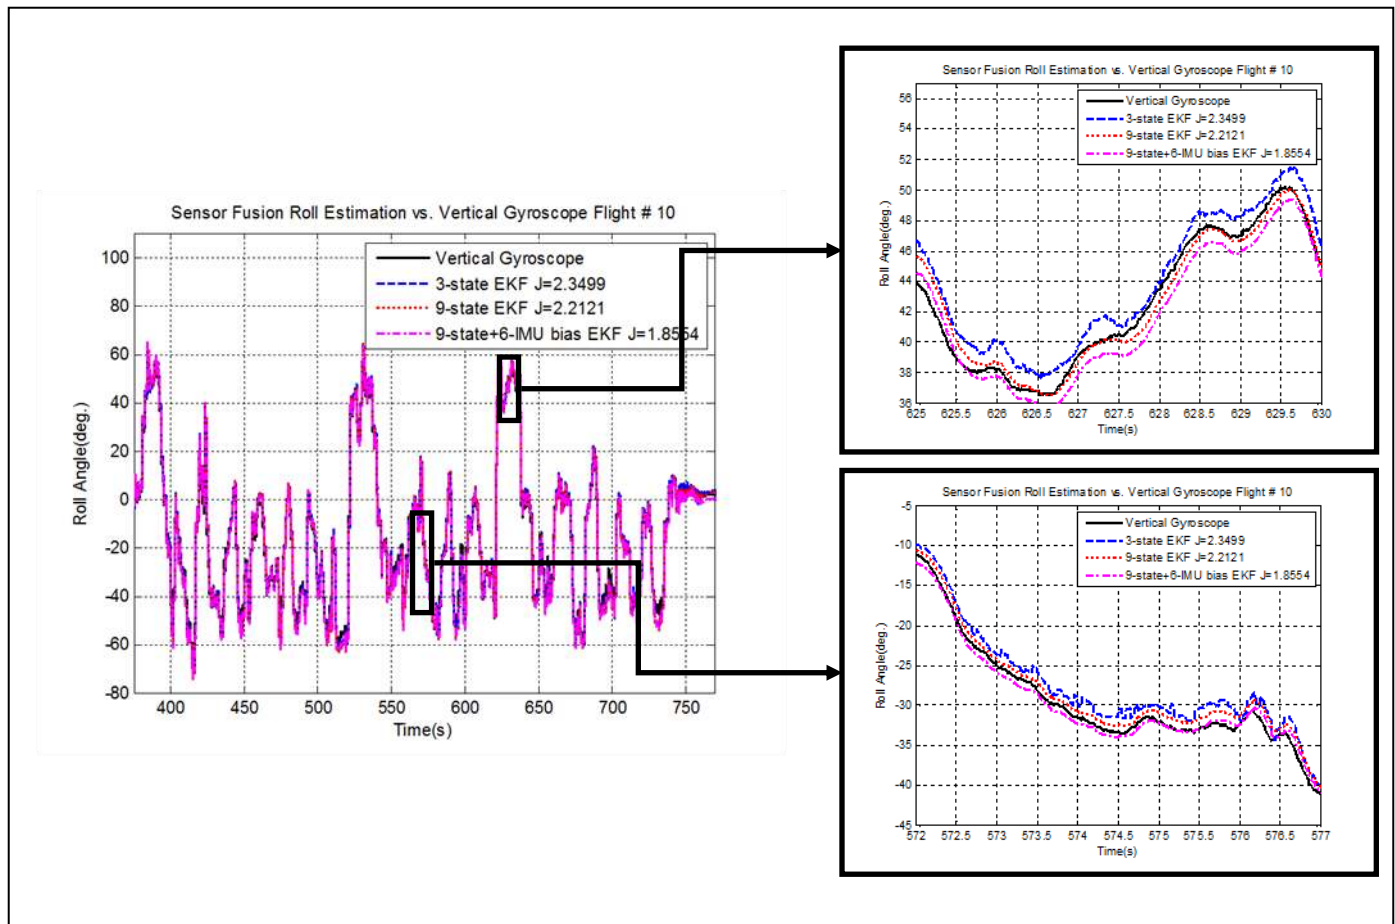 Sensor Fusion Roll Estimation vs. Vertical Gyroscope Flight # 10
100
80
60
40
20
0
-20
-40
-60
-80
Roll Angle(deg.)
Vertical Gyroscope
3-state EKF J=2.3499
9-state EKF J=2.2121
9-state+6-IMU bias EKF J=1.8554
400 450 500 550 600 650 700 750
Time(s)
Sensor Fusion Roll Estimation vs. Vertical Gyroscope Flight # 10
56
54
52
50
48
46
44
42
40
38
36
Roll Angle(deg.)
Vertical Gyroscope
3-state EKF J=2.3499
9-state EKF J=2.2121
9-state+6-IMU bias EKF J=1.8554
625 625.5 626 626.5 627 627.5 628 628.5 629 629.5 630
Time(s)
Sensor Fusion Roll Estimation vs. Vertical Gyroscope Flight # 10
-5
-10
-15
-20
-25
-30
-35
-40
-45
Roll Angle(deg.)
Vertical Gyroscope
3-state EKF J=2.3499
9-state EKF J=2.2121
9-state+6-IMU bias EKF J=1.8554
572 572.5 573 573.5 574 574.5 575 575.5 576 576.5 577
Time(s)